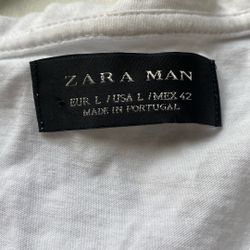 ZARA MAN
EUR L / USA L / MEX 42
MADE IN PORTUGAL